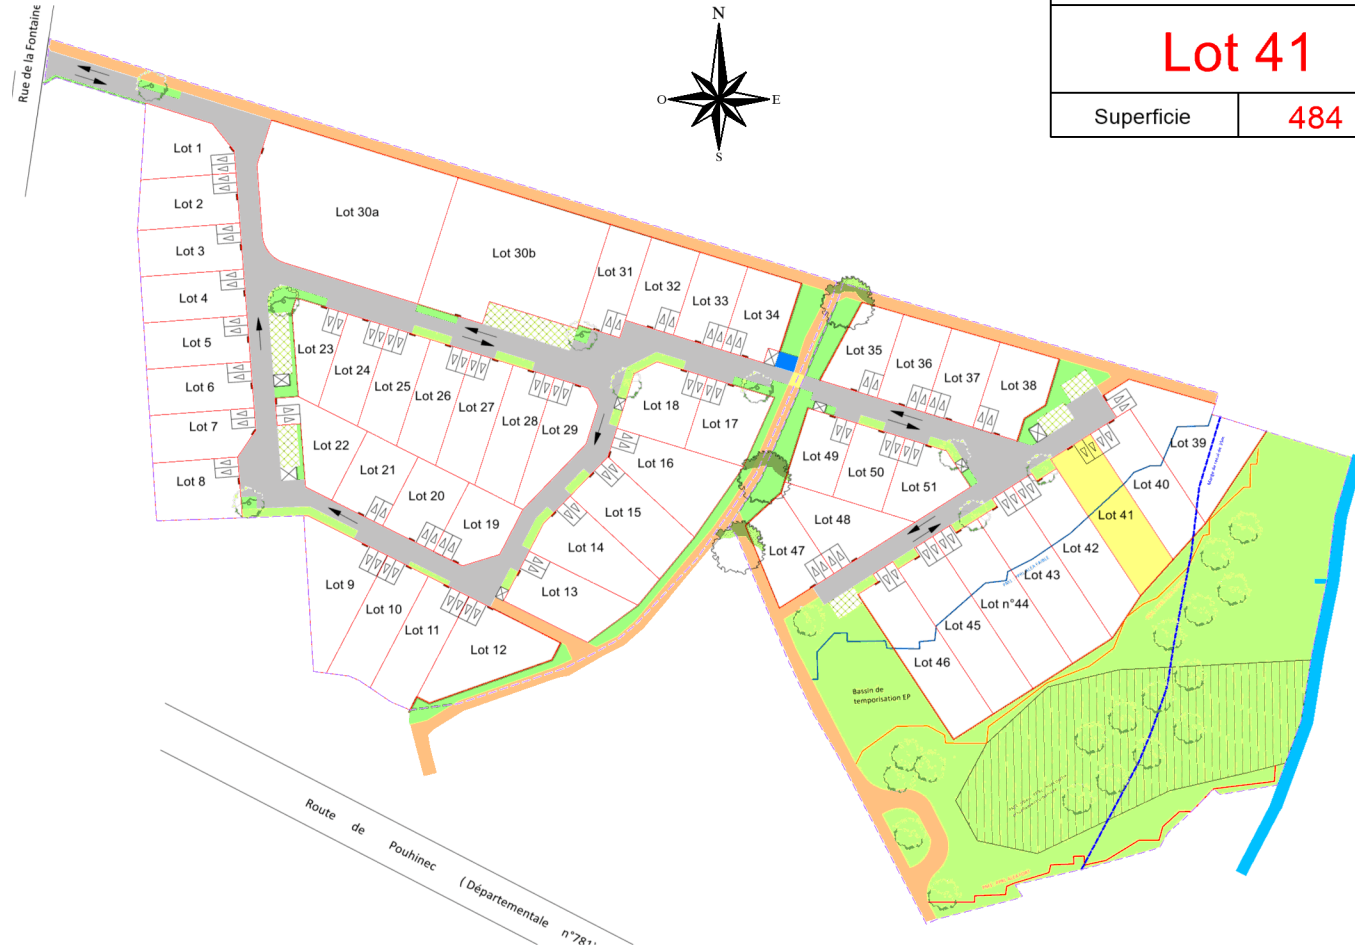 Rue de la Fontaine
N
O
E
S
Lot 41
Superficie
484
Lot 1
Lot 2
Lot 3
Lot 4
Lot 5
Lot 6
Lot 7
Lot 8
Lot 30a
Lot 30b
Lot 31
Lot 32
Lot 33
Lot 34
Lot 35
Lot 36
Lot 37
Lot 38
Lot 23
Lot 24
Lot 25
Lot 26
Lot 27
Lot 28
Lot 29
Lot 18
Lot 17
Lot 16
Lot 15
Lot 14
Lot 13
Lot 22
Lot 21
Lot 20
Lot 19
Lot 9
Lot 10
Lot 11
Lot 12
Lot 49
Lot 50
Lot 51
Lot 48
Lot 47
Lot 39
Lot 40
Lot 41
Lot 42
Lot 43
Lot n°44
Lot 45
Lot 46
Bassin de
temporisation EP
Route de Pouhinec (Départementale n°781)